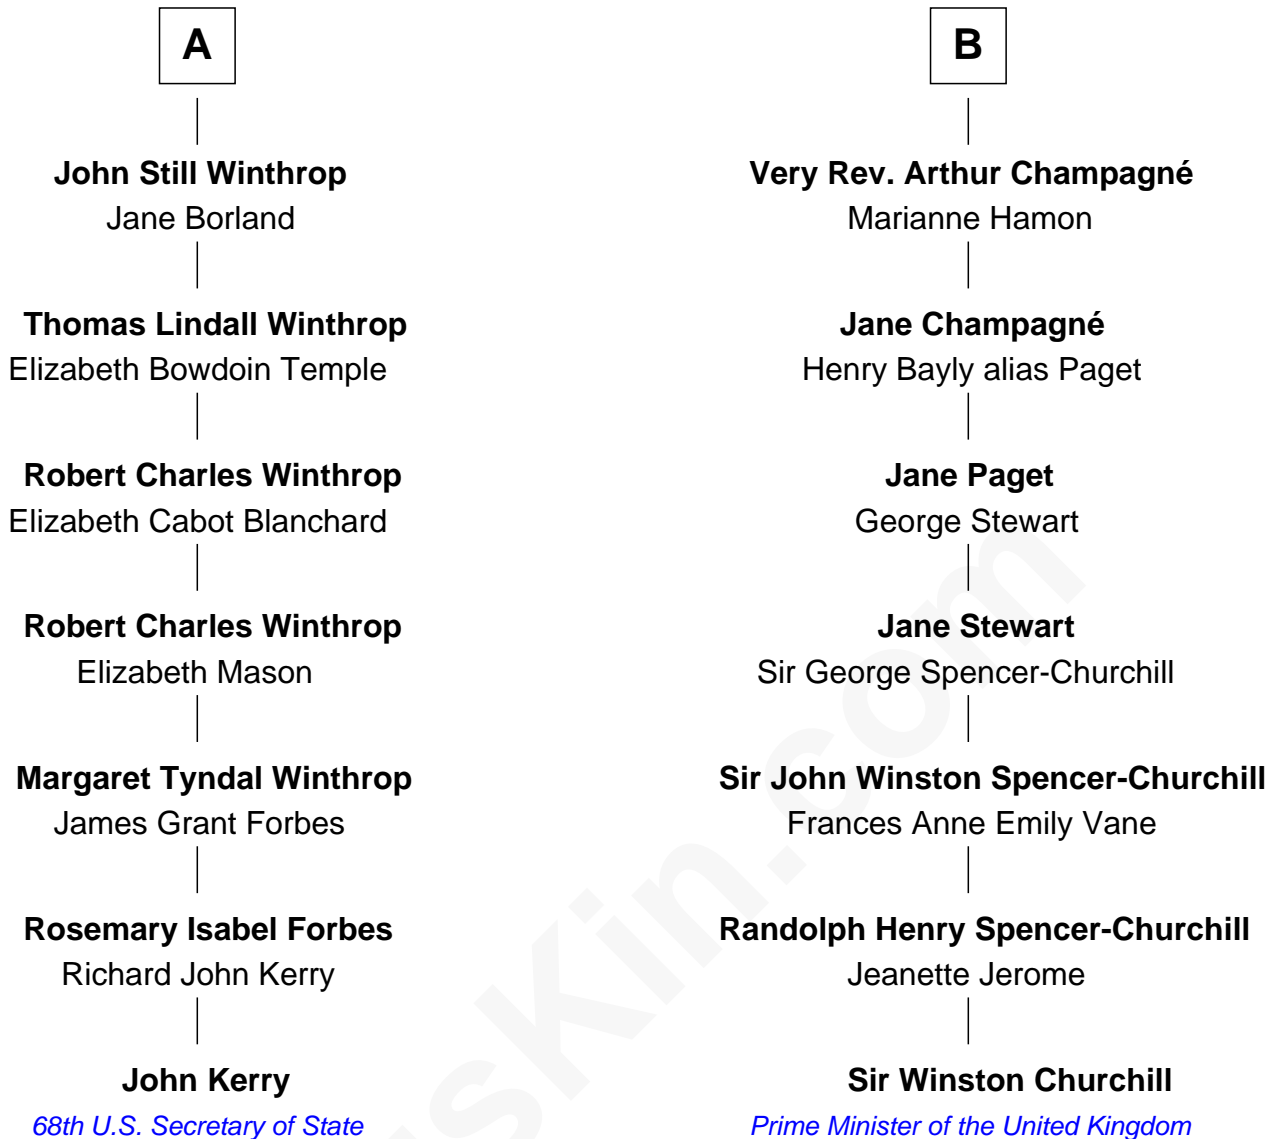 A
John Still Winthrop
Jane Borland
Thomas Lindall Winthrop
Elizabeth Bowdoin Temple
Robert Charles Winthrop
Elizabeth Cabot Blanchard
Robert Charles Winthrop
Elizabeth Mason
Margaret Tyndal Winthrop
James Grant Forbes
Rosemary Isabel Forbes
Richard John Kerry
John Kerry
68th U.S. Secretary of State
B
Very Rev. Arthur Champagné
Marianne Hamon
Jane Champagné
Henry Bayly alias Paget
Jane Paget
George Stewart
Jane Stewart
Sir George Spencer-Churchill
Sir John Winston Spencer-Churchill
Frances Anne Emily Vane
Randolph Henry Spencer-Churchill
Jeanette Jerome
Sir Winston Churchill
Prime Minister of the United Kingdom
sKin.com